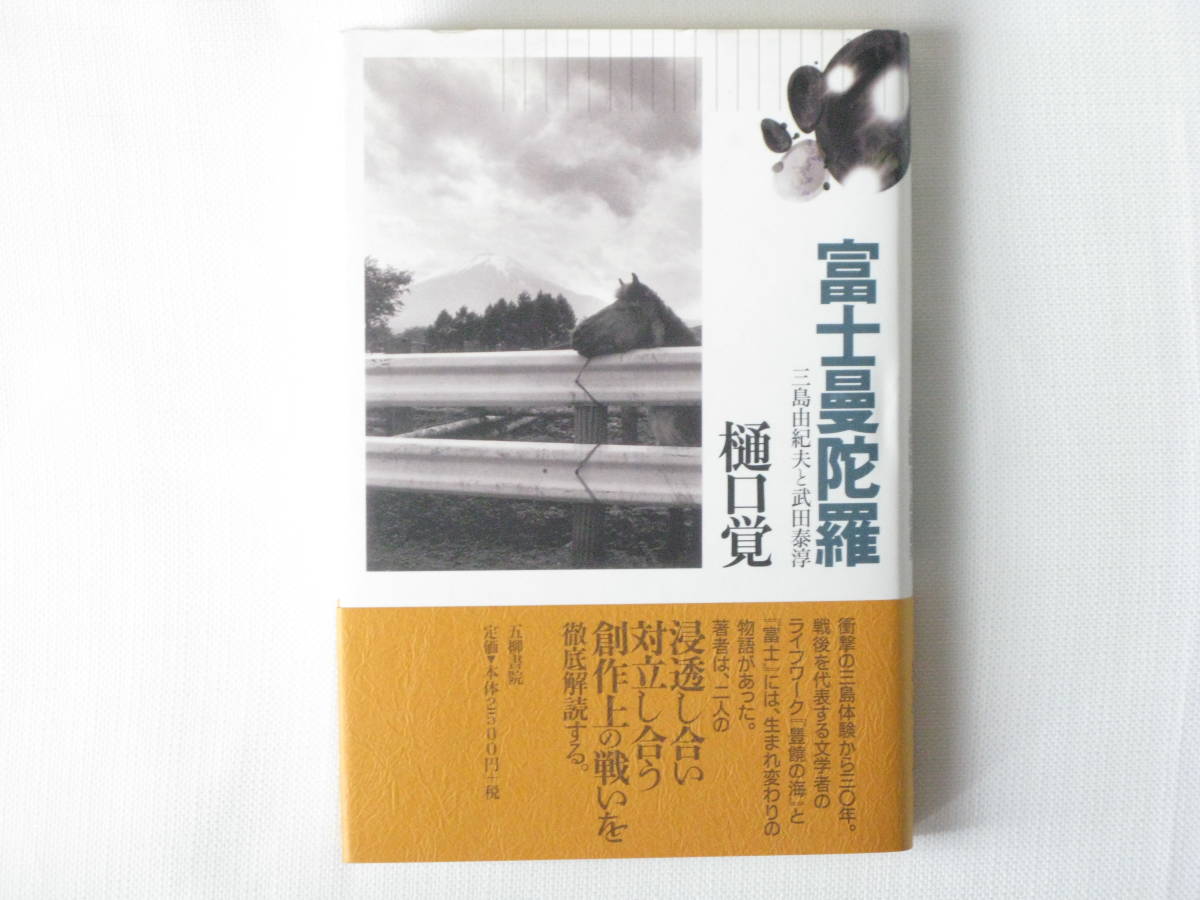 富士曼陀羅
三島由紀夫と武田泰淳
樋口覚
衝撃の三島体験から三〇年。
戦後を代表する文学者の
ライフワーク『豐饒の海』と
『富士』には、生まれ変わりの
物語があった。
著者は、二人の
浸透し合い
対立し合う
創作上の戦いを
徹底解読する。
五柳書院
定価▼本体2500円+税